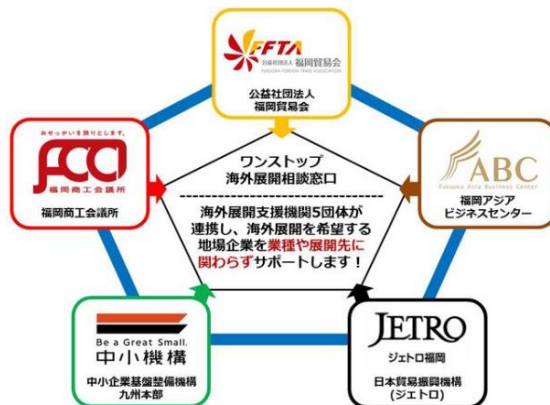 FFTA
公益社団法人 福岡貿易会
FUKUOKA FOREIGN TRADE ASSOCIATION
公益社団法人
福岡貿易会
おせっかいを誇りとします。
fcci
福岡商工会議所
福岡商工会議所
ABC
Fukuoka Asia Business Center
福岡アジア
ビジネスセンター
ワンストップ
海外展開相談窓口
海外展開支援機関5団体が
連携し、海外展開を希望する
地場企業を業種や展開先に
関わらずサポートします！
Be a Great Small.
中小機構
中小企業基盤整備機構
九州本部
JETRO
ジェトロ福岡
日本貿易振興機構
(ジェトロ)